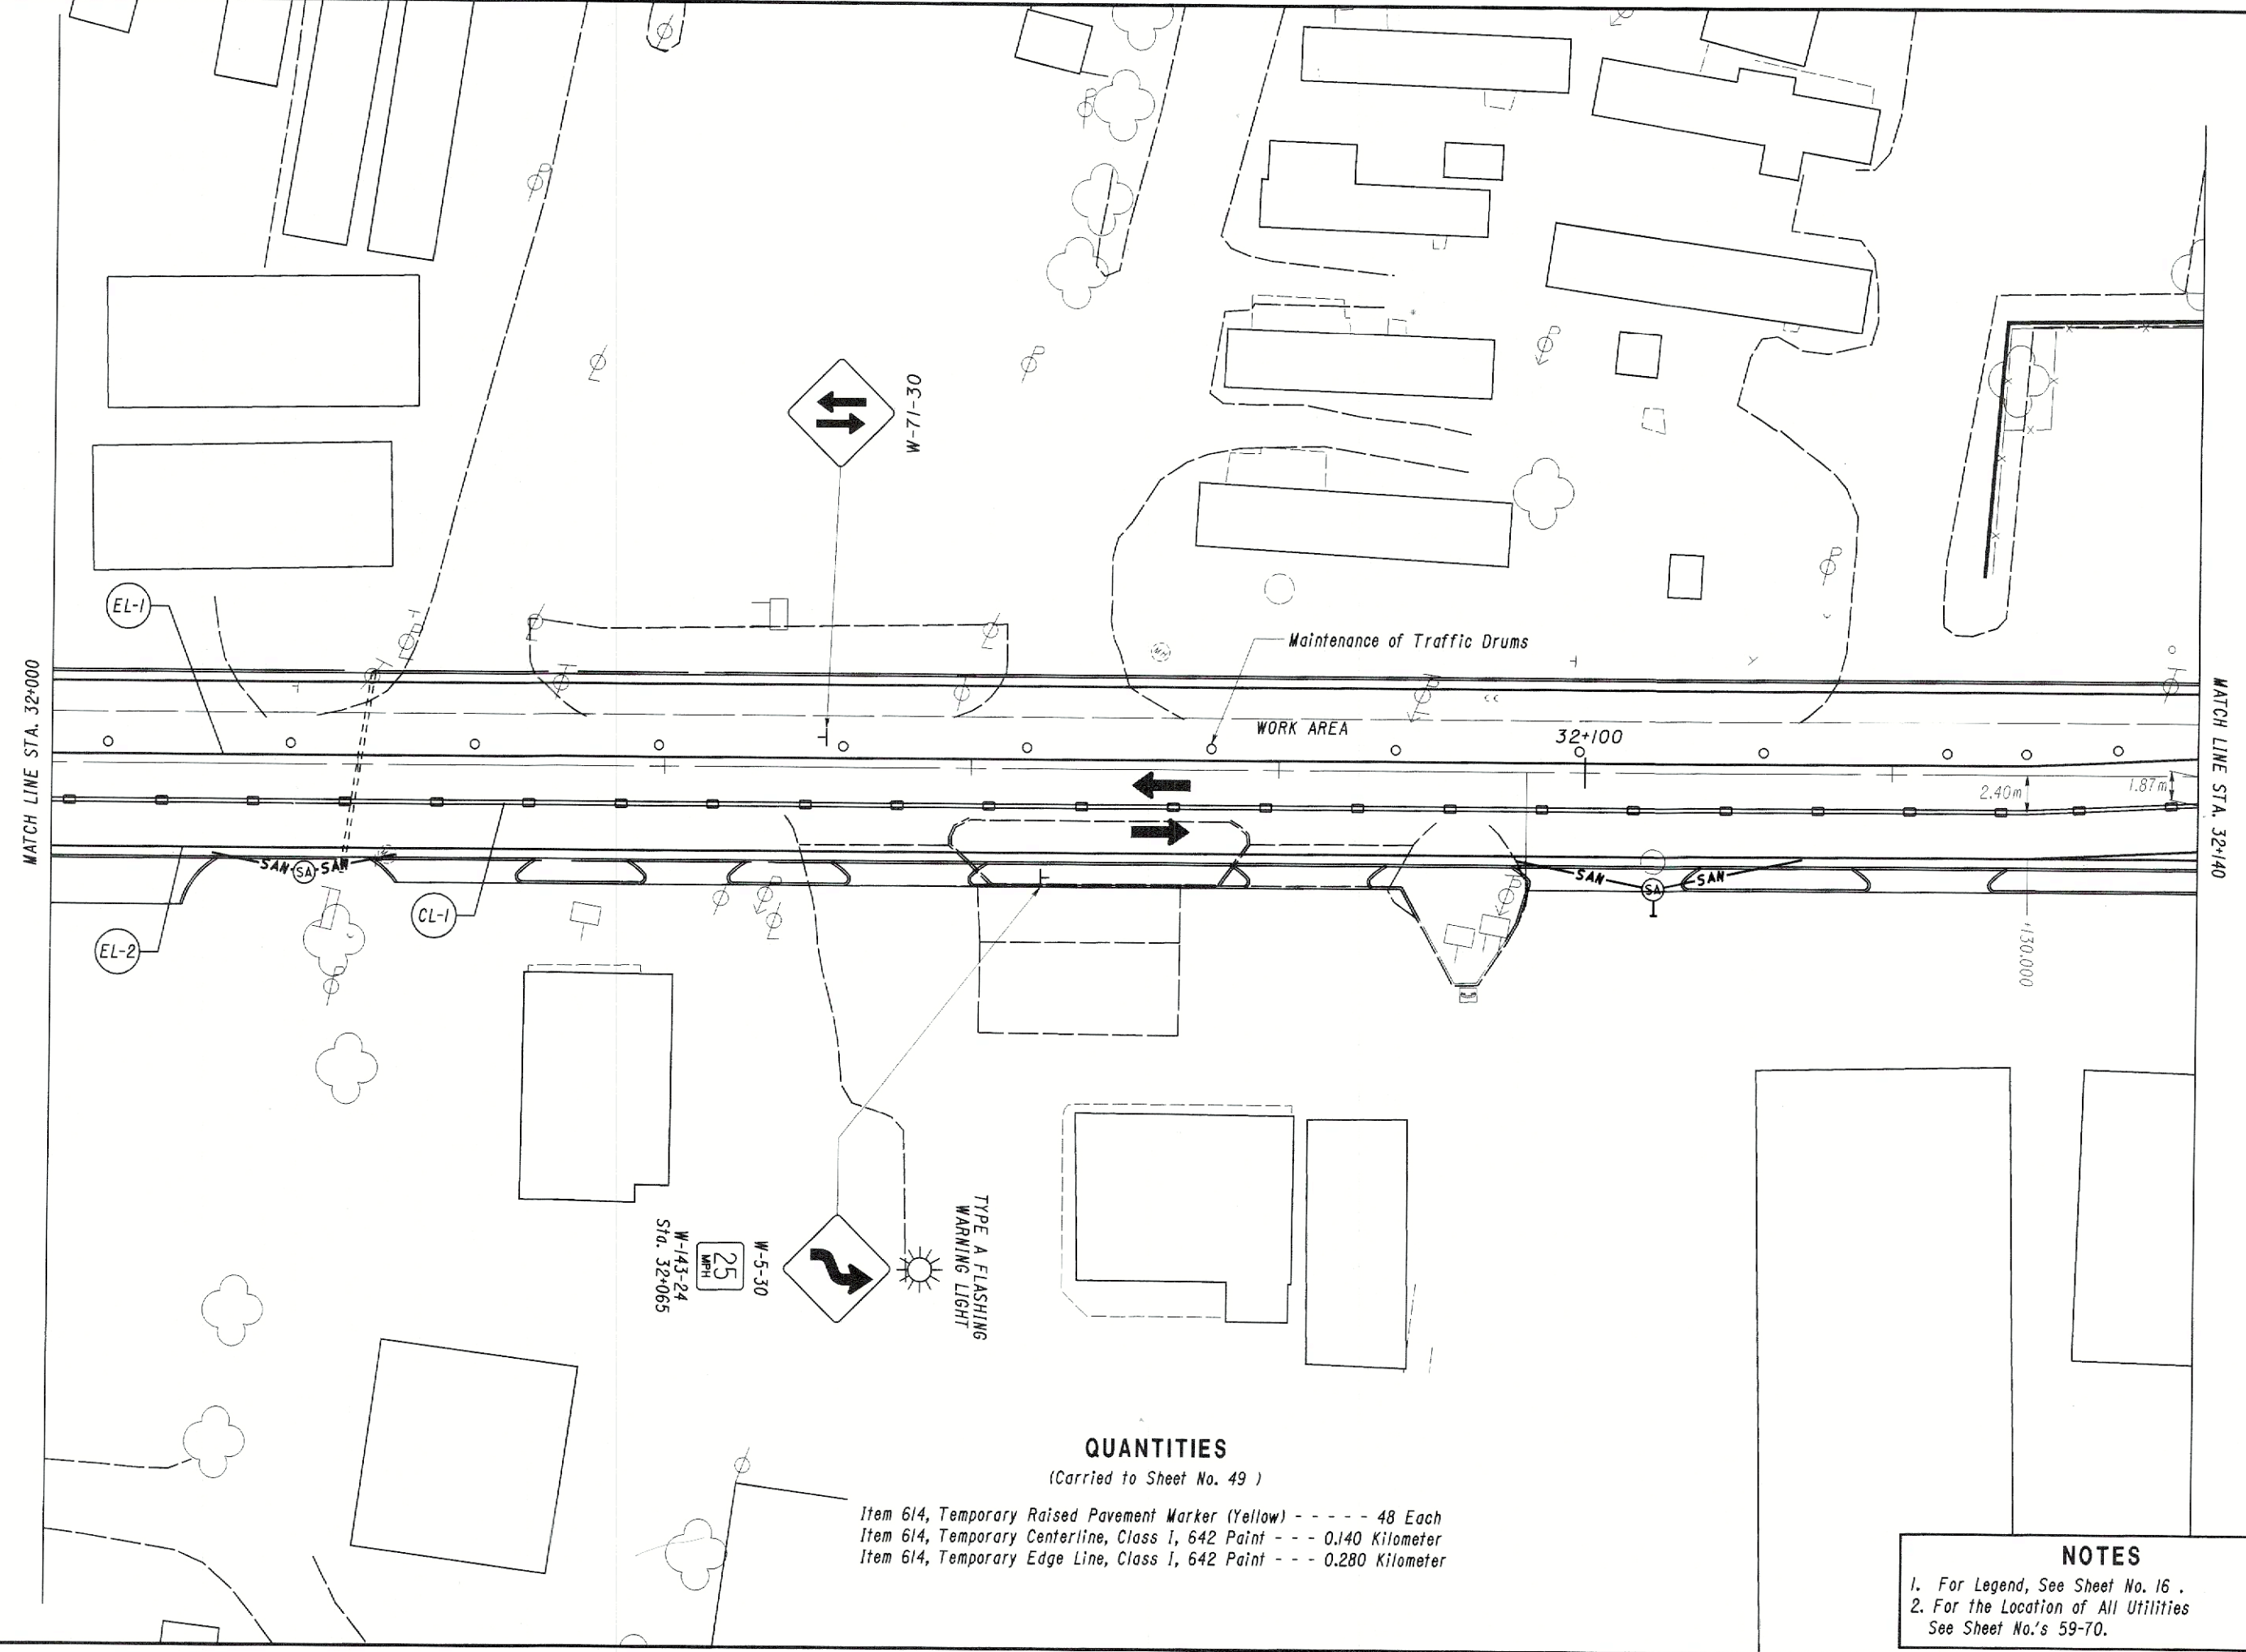 W-71-30
EL-1
Maintenance of Traffic Drums
WORK AREA
32+100
MATCH LINE STA. 32+000
MATCH LINE STA. 32+140
2.40m
1.87m
SAN
SA
SAN
SAN
SA
SAN
CL-1
EL-2
+130.000
TYPE A FLASHING
WARNING LIGHT
W-5-30
25
MPH
W-143-24
Sta. 32+065
QUANTITIES
(Carried to Sheet No. 49 )
Item 614, Temporary Raised Pavement Marker (Yellow) - - - - - 48 Each
Item 614, Temporary Centerline, Class I, 642 Paint - - - 0.140 Kilometer
Item 614, Temporary Edge Line, Class I, 642 Paint - - - 0.280 Kilometer
NOTES
1. For Legend, See Sheet No. 16 .
2. For the Location of All Utilities
See Sheet No.'s 59-70.